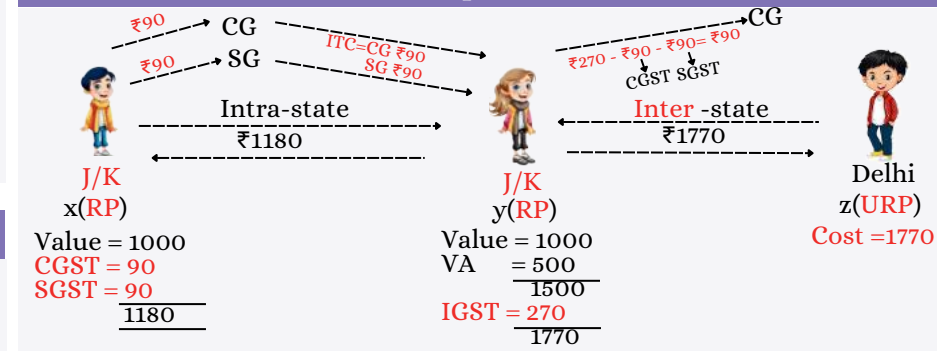 ₹90
CG
₹90
SG
ITC=CG ₹90
SG ₹90
CG
₹270 - ₹90 - ₹90= ₹90
CGST SGST
Intra-state
₹1180
Inter -state
₹1770
J/K
x(RP)
Value = 1000
CGST = 90
SGST = 90
1180
J/K
y(RP)
Value = 1000
VA = 500
1500
IGST = 270
1770
Delhi
z(URP)
Cost =1770